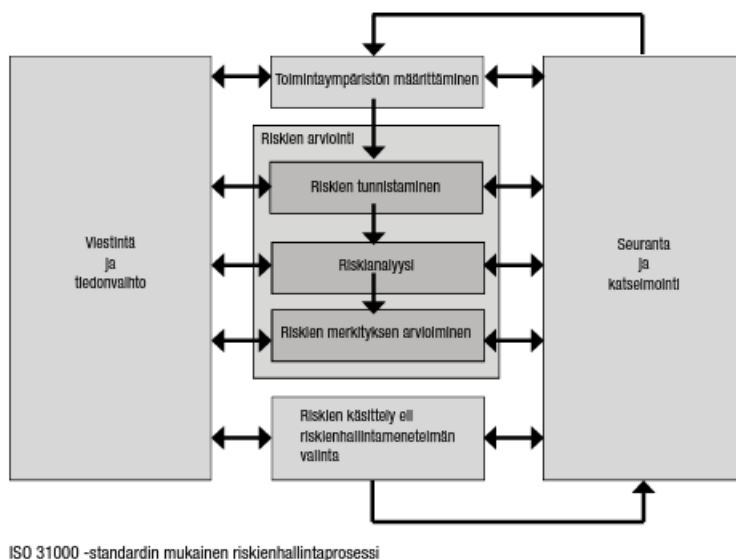 Toimintaympäristön määrittäminen
Riskien arviointi
Riskien tunnistaminen
Riskianalyysi
Riskien merkityksen arvioiminen
Viestintä
ja
tiedonvaihto
Seuranta
ja
katselmointi
Riskien käsittely eli
riskienhallintamenetelmän
valinta
ISO 31000 -standardin mukainen riskienhallintaprosessi